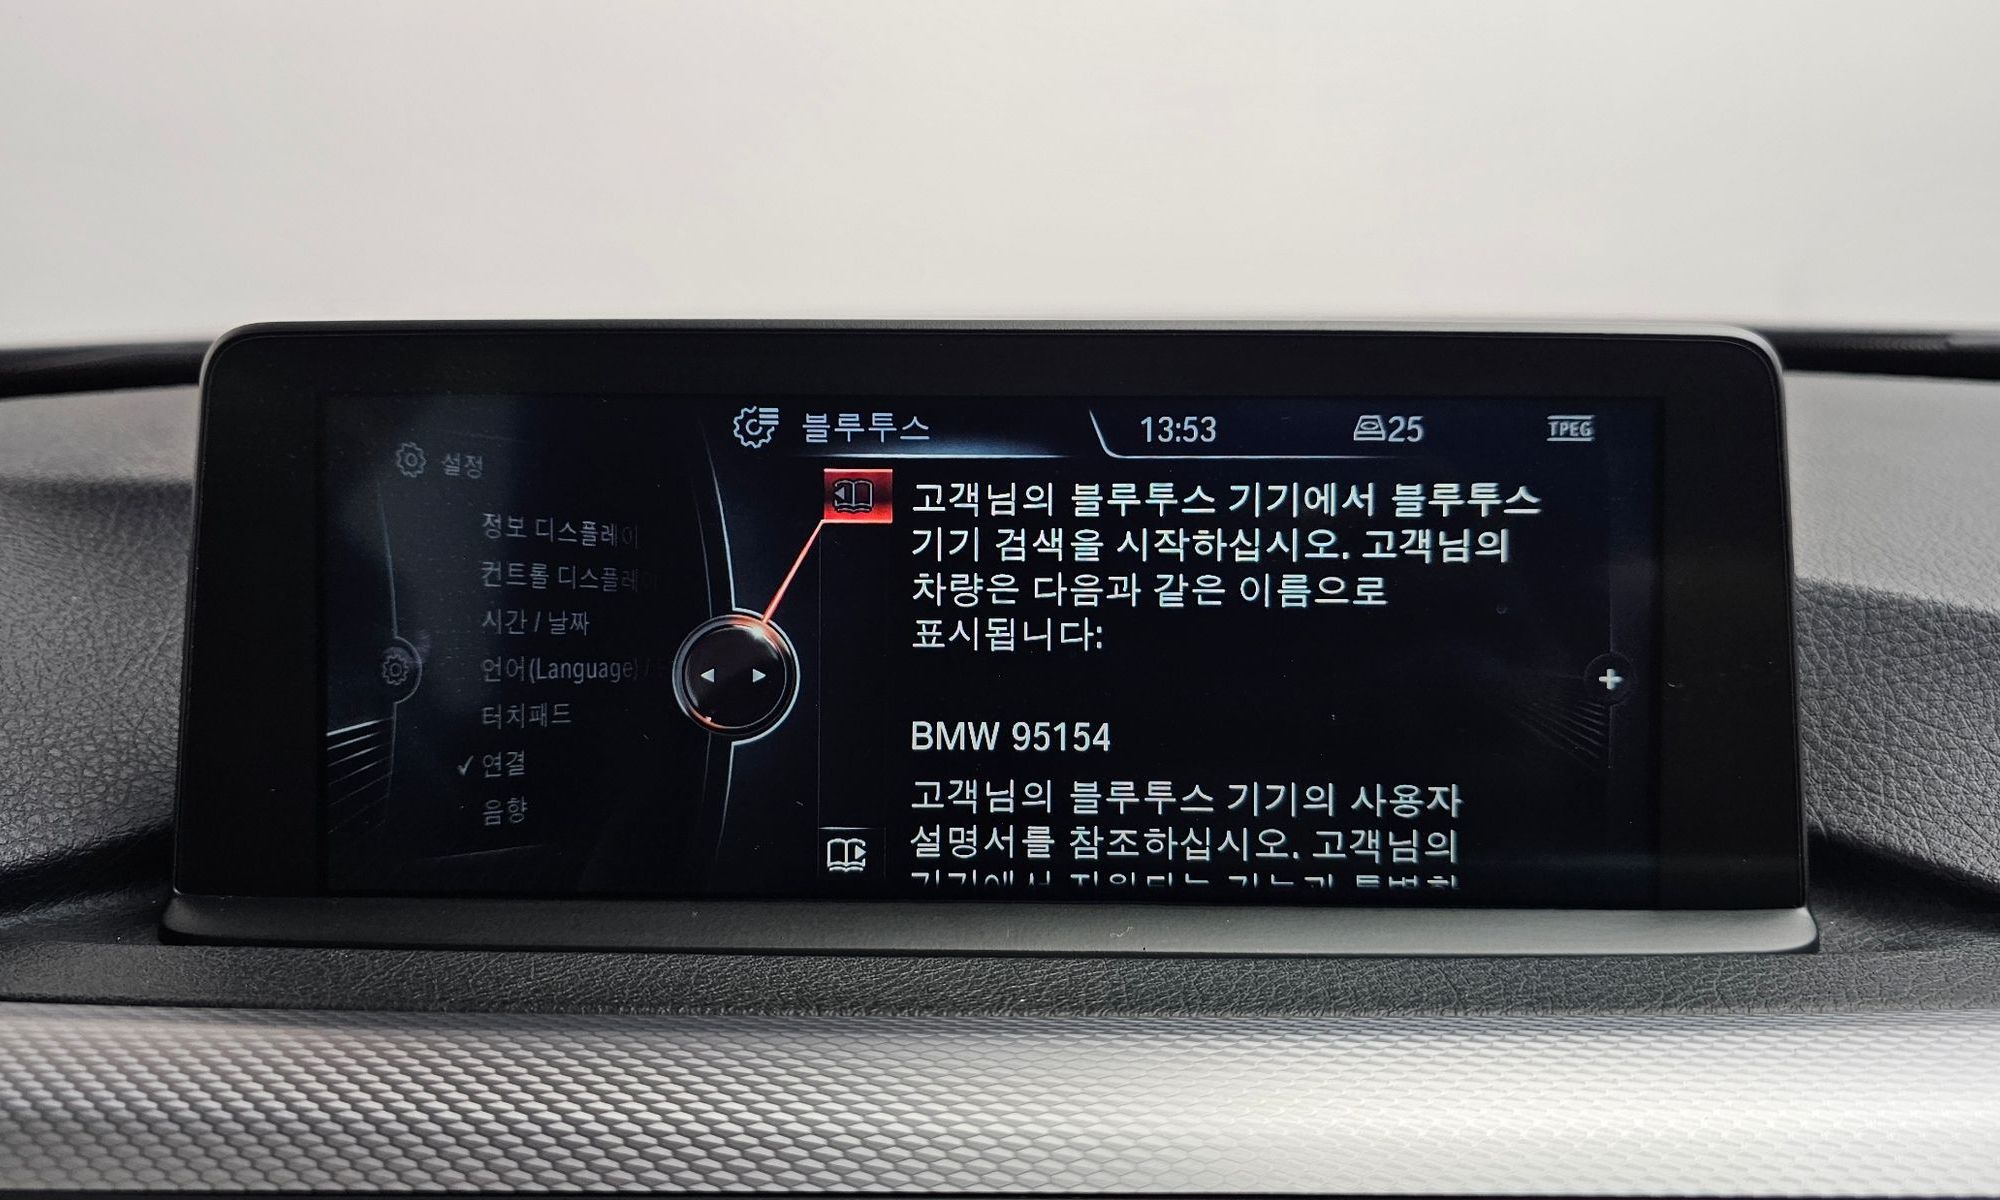 블루투스
13:53
25
TPEG
설정
정보 디스플레이
컨트롤 디스플레
시간 / 날짜
언어(Language) /
터치패드
✓ 연결
음향
고객님의 블루투스 기기에서 블루투스
기기 검색을 시작하십시오. 고객님의
차량은 다음과 같은 이름으로
표시됩니다:
BMW 95154
고객님의 블루투스 기기의 사용자
설명서를 참조하십시오. 고객님의